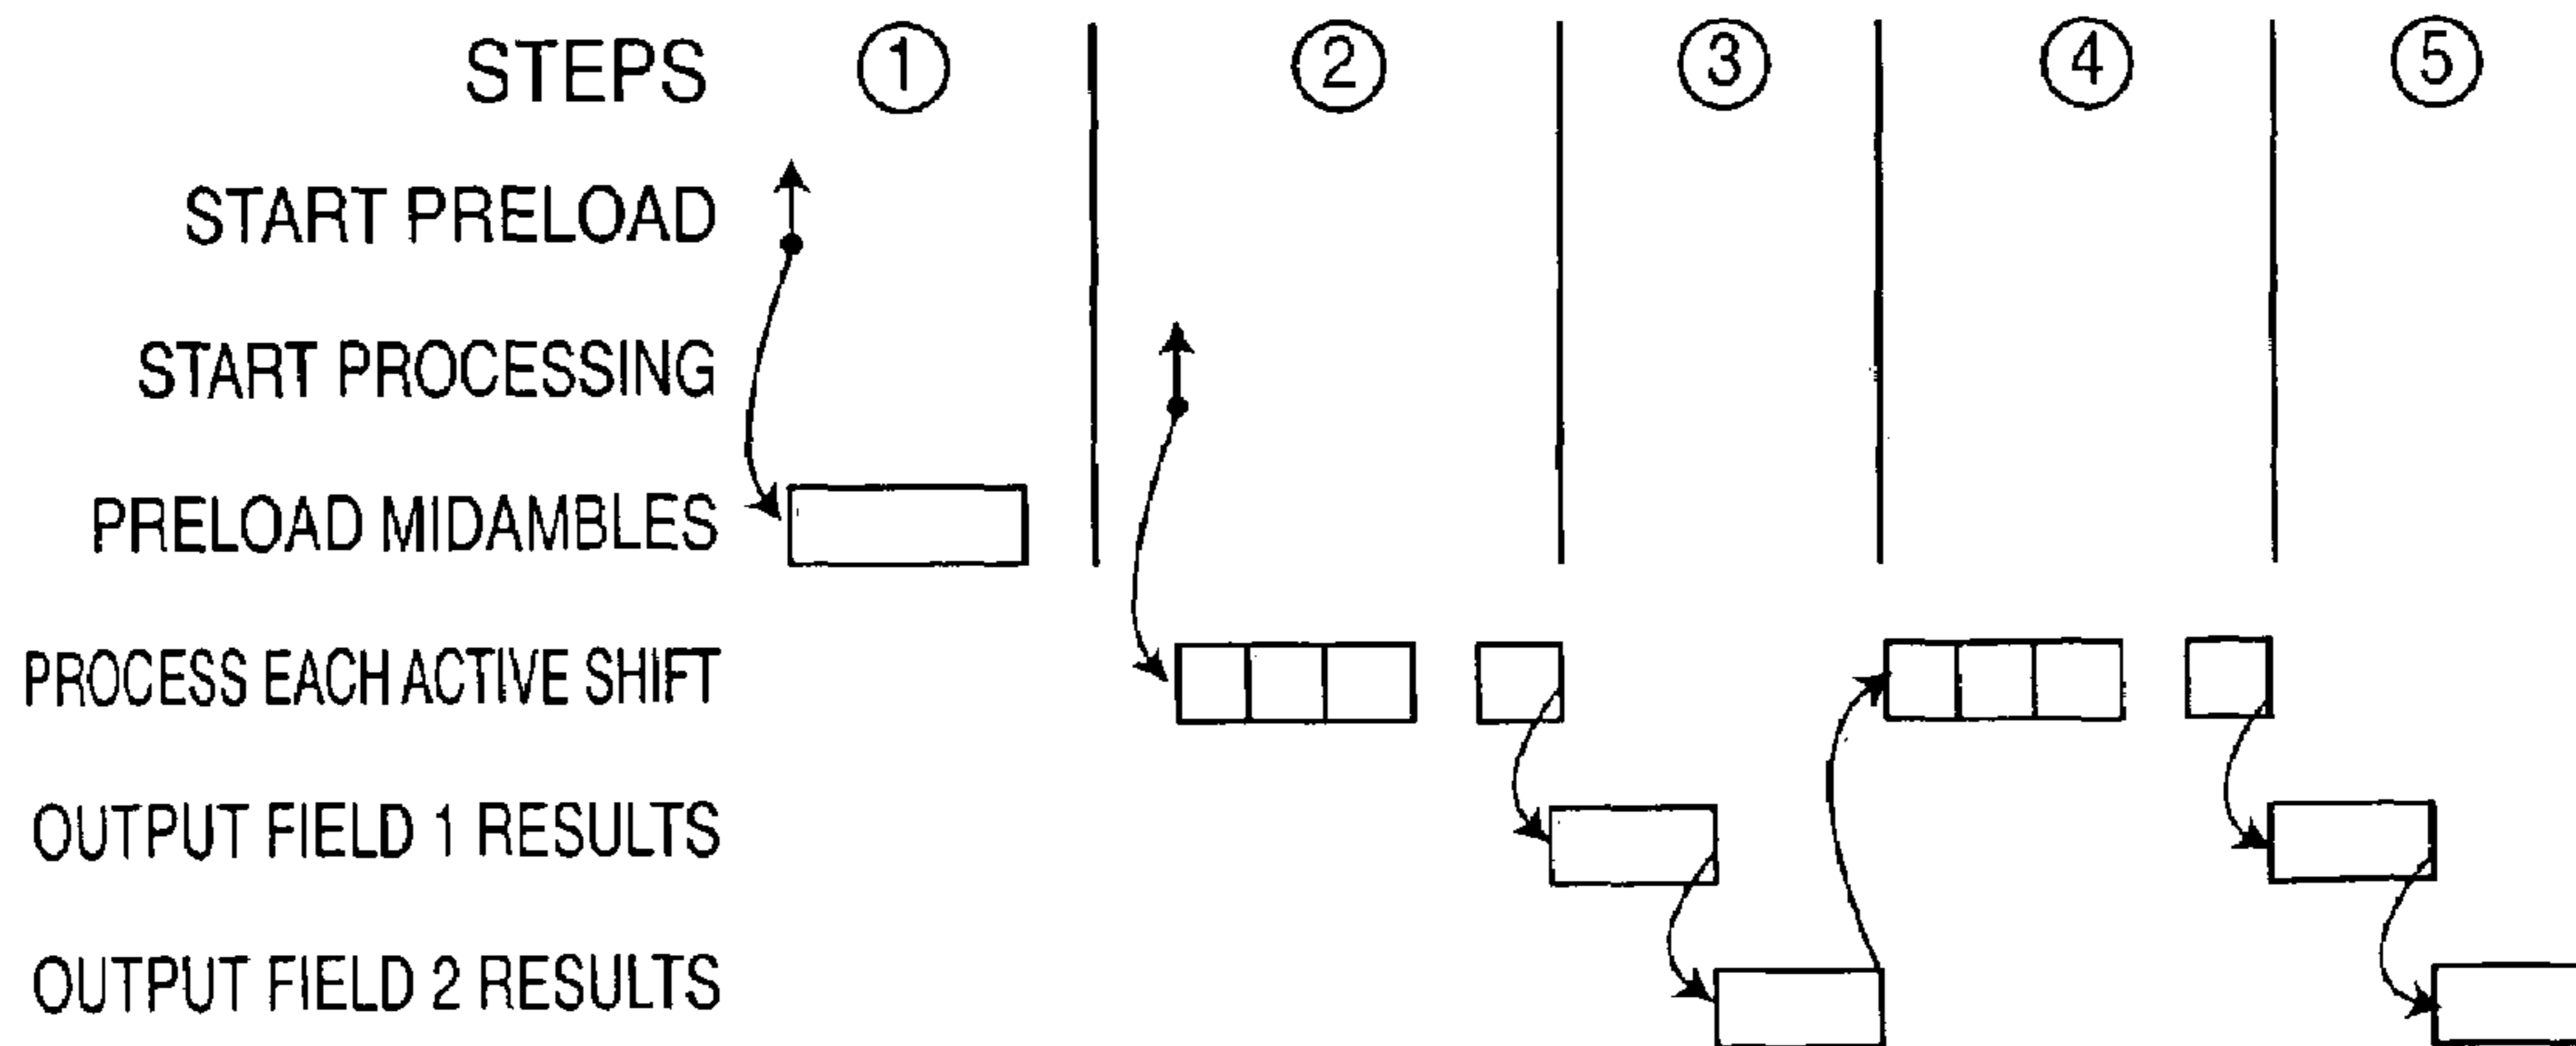 STEPS 1 2 3 4 5
START PRELOAD
START PROCESSING
PRELOAD MIDAMBLES
PROCESS EACH ACTIVE SHIFT
OUTPUT FIELD 1 RESULTS
OUTPUT FIELD 2 RESULTS